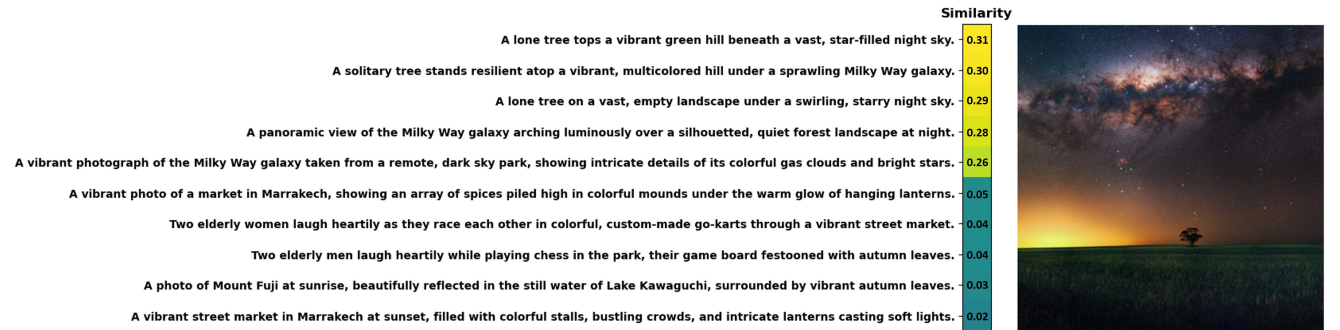 Similarity
A lone tree tops a vibrant green hill beneath a vast, star-filled night sky. 0.31
A solitary tree stands resilient atop a vibrant, multicolored hill under a sprawling Milky Way galaxy. 0.30
A lone tree on a vast, empty landscape under a swirling, starry night sky. 0.29
A panoramic view of the Milky Way galaxy arching luminously over a silhouetted, quiet forest landscape at night. 0.28
A vibrant photograph of the Milky Way galaxy taken from a remote, dark sky park, showing intricate details of its colorful gas clouds and bright stars. 0.26
A vibrant photo of a market in Marrakech, showing an array of spices piled high in colorful mounds under the warm glow of hanging lanterns. 0.05
Two elderly women laugh heartily as they race each other in colorful, custom-made go-karts through a vibrant street market. 0.04
Two elderly men laugh heartily while playing chess in the park, their game board festooned with autumn leaves. 0.04
A photo of Mount Fuji at sunrise, beautifully reflected in the still water of Lake Kawaguchi, surrounded by vibrant autumn leaves. 0.03
A vibrant street market in Marrakech at sunset, filled with colorful stalls, bustling crowds, and intricate lanterns casting soft lights. 0.02